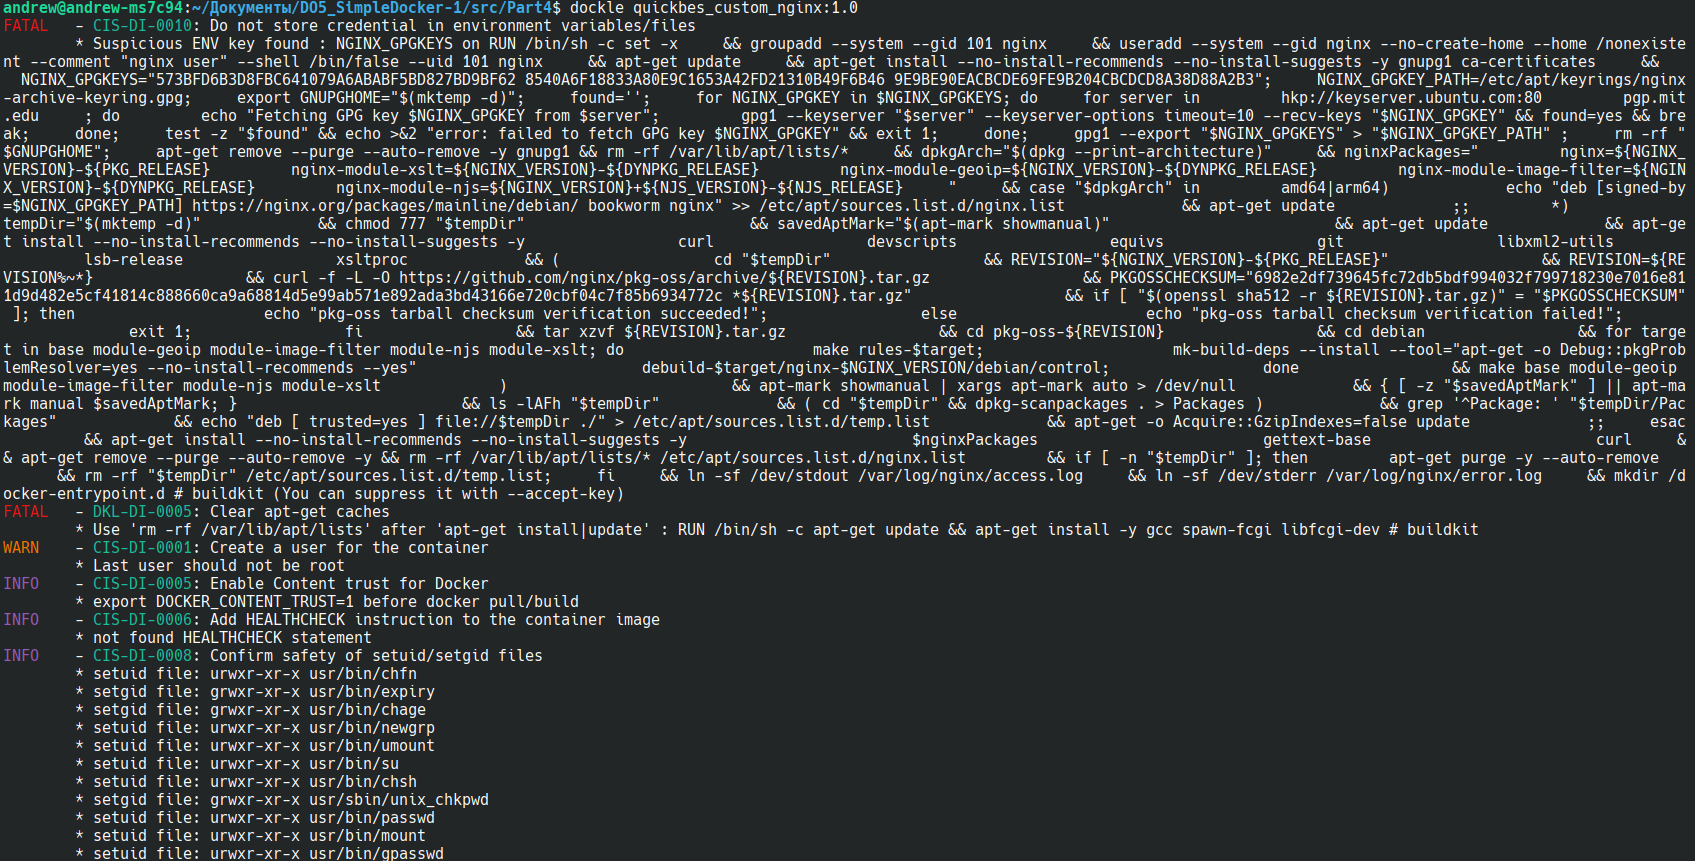 andrew@andrew-ms7c94:~/Документы/DO5_SimpleDocker-1/src/Part4$ dockle quickbes_custom_nginx:1.0
FATAL - CIS-DI-0010: Do not store credential in environment variables/files
* Suspicious ENV key found : NGINX_GPGKEYS on RUN /bin/sh -c set -x && groupadd --system --gid 101 nginx && useradd --system --gid nginx --no-create-home --home /nonexiste
nt --comment "nginx user" --shell /bin/false --uid 101 nginx && apt-get update && apt-get install --no-install-recommends --no-install-suggests -y gnupg1 ca-certificates &&
NGINX_GPGKEYS="573BFD6B3D8FBC641079A6ABABF5BD827BD9BF62 8540A6F18833A80E9C1653A42FD21310B49F6B46 9E9BE90EACBCDE69FE9B204CBCDCD8A38D88A2B3"; NGINX_GPGKEY_PATH=/etc/apt/keyrings/nginx
-archive-keyring.gpg; export GNUPGHOME="$(mktemp -d)"; found=''; for NGINX_GPGKEY in $NGINX_GPGKEYS; do for server in hkp://keyserver.ubuntu.com:80 pgp.mit
.edu ; do echo "Fetching GPG key $NGINX_GPGKEY from $server"; gpg1 --keyserver "$server" --keyserver-options timeout=10 --recv-keys "$NGINX_GPGKEY" && found=yes && bre
ak; done; test -z "$found" && echo >&2 "error: failed to fetch GPG key $NGINX_GPGKEY" && exit 1; done; gpg1 --export "$NGINX_GPGKEYS" > "$NGINX_GPGKEY_PATH" ; rm -rf "
$GNUPGHOME"; apt-get remove --purge --auto-remove -y gnupg1 && rm -rf /var/lib/apt/lists/* && dpkgArch="$(dpkg --print-architecture)" && nginxPackages=" nginx=${NGINX_
VERSION}-${PKG_RELEASE} nginx-module-xslt=${NGINX_VERSION}-${DYNPKG_RELEASE} nginx-module-geoip=${NGINX_VERSION}-${DYNPKG_RELEASE} nginx-module-image-filter=${NGIN
X_VERSION}-${DYNPKG_RELEASE} nginx-module-njs=${NGINX_VERSION}+${NJS_VERSION}-${NJS_RELEASE} " && case "$dpkgArch" in amd64|arm64) echo "deb [signed-by
=$NGINX_GPGKEY_PATH] https://nginx.org/packages/mainline/debian/ bookworm nginx" >> /etc/apt/sources.list.d/nginx.list && apt-get update ;; *)
tempDir="$(mktemp -d)" && chmod 777 "$tempDir" && savedAptMark="$(apt-mark showmanual)" && apt-get update && apt-ge
t install --no-install-recommends --no-install-suggests -y curl devscripts equivs git libxml2-utils
lsb-release xsltproc && ( cd "$tempDir" && REVISION="${NGINX_VERSION}-${PKG_RELEASE}" && REVISION=${RE
VISION%~*} && curl -f -L -O https://github.com/nginx/pkg-oss/archive/${REVISION}.tar.gz && PKGOSSCHECKSUM="6982e2df739645fc72db5bdf994032f799718230e7016e81
1d9d482e5cf41814c888660ca9a68814d5e99ab571e892ada3bd43166e720cbf04c7f85b6934772c *${REVISION}.tar.gz" && if [ "$(openssl sha512 -r ${REVISION}.tar.gz)" = "$PKGOSSCHECKSUM"
]; then echo "pkg-oss tarball checksum verification succeeded!"; else echo "pkg-oss tarball checksum verification failed!";
exit 1; fi && tar xzvf ${REVISION}.tar.gz && cd pkg-oss-${REVISION} && cd debian && for targe
t in base module-geoip module-image-filter module-njs module-xslt; do make rules-$target; mk-build-deps --install --tool="apt-get -o Debug::pkgProb
lemResolver=yes --no-install-recommends --yes" debuild-$target/nginx-$NGINX_VERSION/debian/control; done && make base module-geoip
module-image-filter module-njs module-xslt ) && apt-mark showmanual | xargs apt-mark auto > /dev/null && { [ -z "$savedAptMark" ] || apt-ma
rk manual $savedAptMark; } && ls -lAFh "$tempDir" && ( cd "$tempDir" && dpkg-scanpackages . > Packages ) && grep '^Package: ' "$tempDir/Pac
kages" && echo "deb [ trusted=yes ] file://$tempDir ./" > /etc/apt/sources.list.d/temp.list && apt-get -o Acquire::GzipIndexes=false update ;; esac
&& apt-get install --no-install-recommends --no-install-suggests -y $nginxPackages gettext-base curl &
& apt-get remove --purge --auto-remove -y && rm -rf /var/lib/apt/lists/* /etc/apt/sources.list.d/nginx.list && if [ -n "$tempDir" ]; then apt-get purge -y --auto-remove
&& rm -rf "$tempDir" /etc/apt/sources.list.d/temp.list; fi && ln -sf /dev/stdout /var/log/nginx/access.log && ln -sf /dev/stderr /var/log/nginx/error.log && mkdir /d
ocker-entrypoint.d # buildkit (You can suppress it with --accept-key)
FATAL - DKL-DI-0005: Clear apt-get caches
* Use 'rm -rf /var/lib/apt/lists' after 'apt-get install|update' : RUN /bin/sh -c apt-get update && apt-get install -y gcc spawn-fcgi libfcgi-dev # buildkit
WARN - CIS-DI-0001: Create a user for the container
* Last user should not be root
INFO - CIS-DI-0005: Enable Content trust for Docker
* export DOCKER_CONTENT_TRUST=1 before docker pull/build
INFO - CIS-DI-0006: Add HEALTHCHECK instruction to the container image
* not found HEALTHCHECK statement
INFO - CIS-DI-0008: Confirm safety of setuid/setgid files
* setuid file: urwxr-xr-x usr/bin/chfn
* setgid file: grwxr-xr-x usr/bin/expiry
* setgid file: grwxr-xr-x usr/bin/chage
* setuid file: urwxr-xr-x usr/bin/newgrp
* setuid file: urwxr-xr-x usr/bin/umount
* setuid file: urwxr-xr-x usr/bin/su
* setuid file: urwxr-xr-x usr/bin/chsh
* setgid file: grwxr-xr-x usr/sbin/unix_chkpwd
* setuid file: urwxr-xr-x usr/bin/passwd
* setuid file: urwxr-xr-x usr/bin/mount
* setuid file: urwxr-xr-x usr/bin/gpasswd